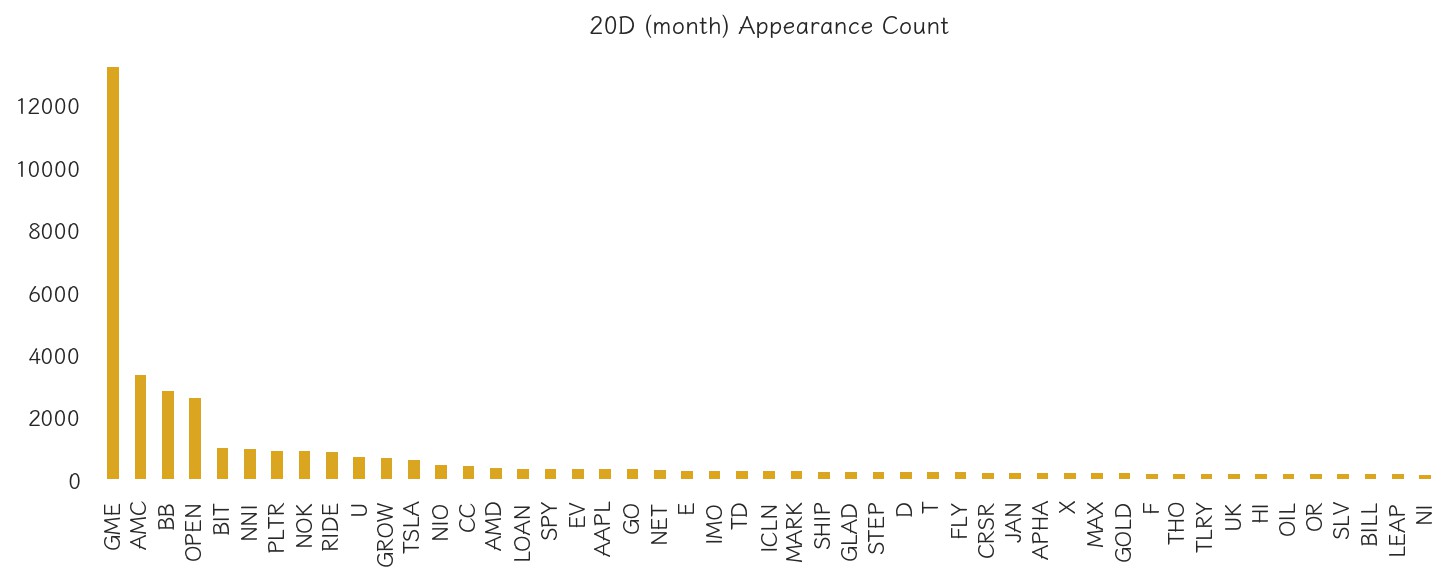 20D (month) Appearance Count
12000
10000
8000
6000
4000
2000
0
GME
AMC
BB
OPEN
BIT
NNI
PLTR
NOK
RIDE
U
GROW
TSLA
NIO
CC
AMD
LOAN
SPY
EV
AAPL
GO
NET
E
IMO
TD
ICLN
MARK
SHIP
GLAD
STEP
D
T
FLY
CRSR
JAN
APHA
X
MAX
GOLD
F
THO
TLRY
UK
HI
OIL
OR
SLV
BILL
LEAP
NI